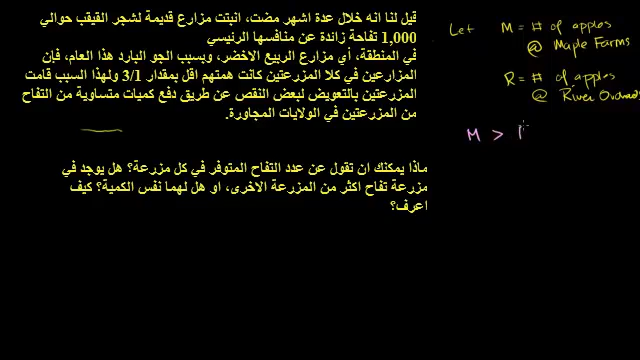 قيل لنا انه خلال عدة اشهر مضت، انبتت مزارع قديمة لشجر القيقب حوالي
1,000 تفاحة زائدة عن منافسها الرئيسي
في المنطقة، أي مزارع الربيع الاخضر، وبسبب الجو البارد هذا العام، فإن
المزارعين في كلا المزرعتين كانت همتهم اقل بمقدار 3/1 ولهذا السبب قامت
المزرعتين بالتعويض لبعض النقص عن طريق دفع كميات متساوية من التفاح
من المزرعتين في الولايات المجاورة.
ماذا يمكنك ان تقول عن عدد التفاح المتوفر في كل مزرعة؟ هل يوجد في
مزرعة تفاح اكثر من المزرعة الاخرى، او هل لهما نفس الكمية؟ كيف
اعرف؟
Let M = # of apples
@ Maple Farms
R = # of apples
@ River Orchards
M >